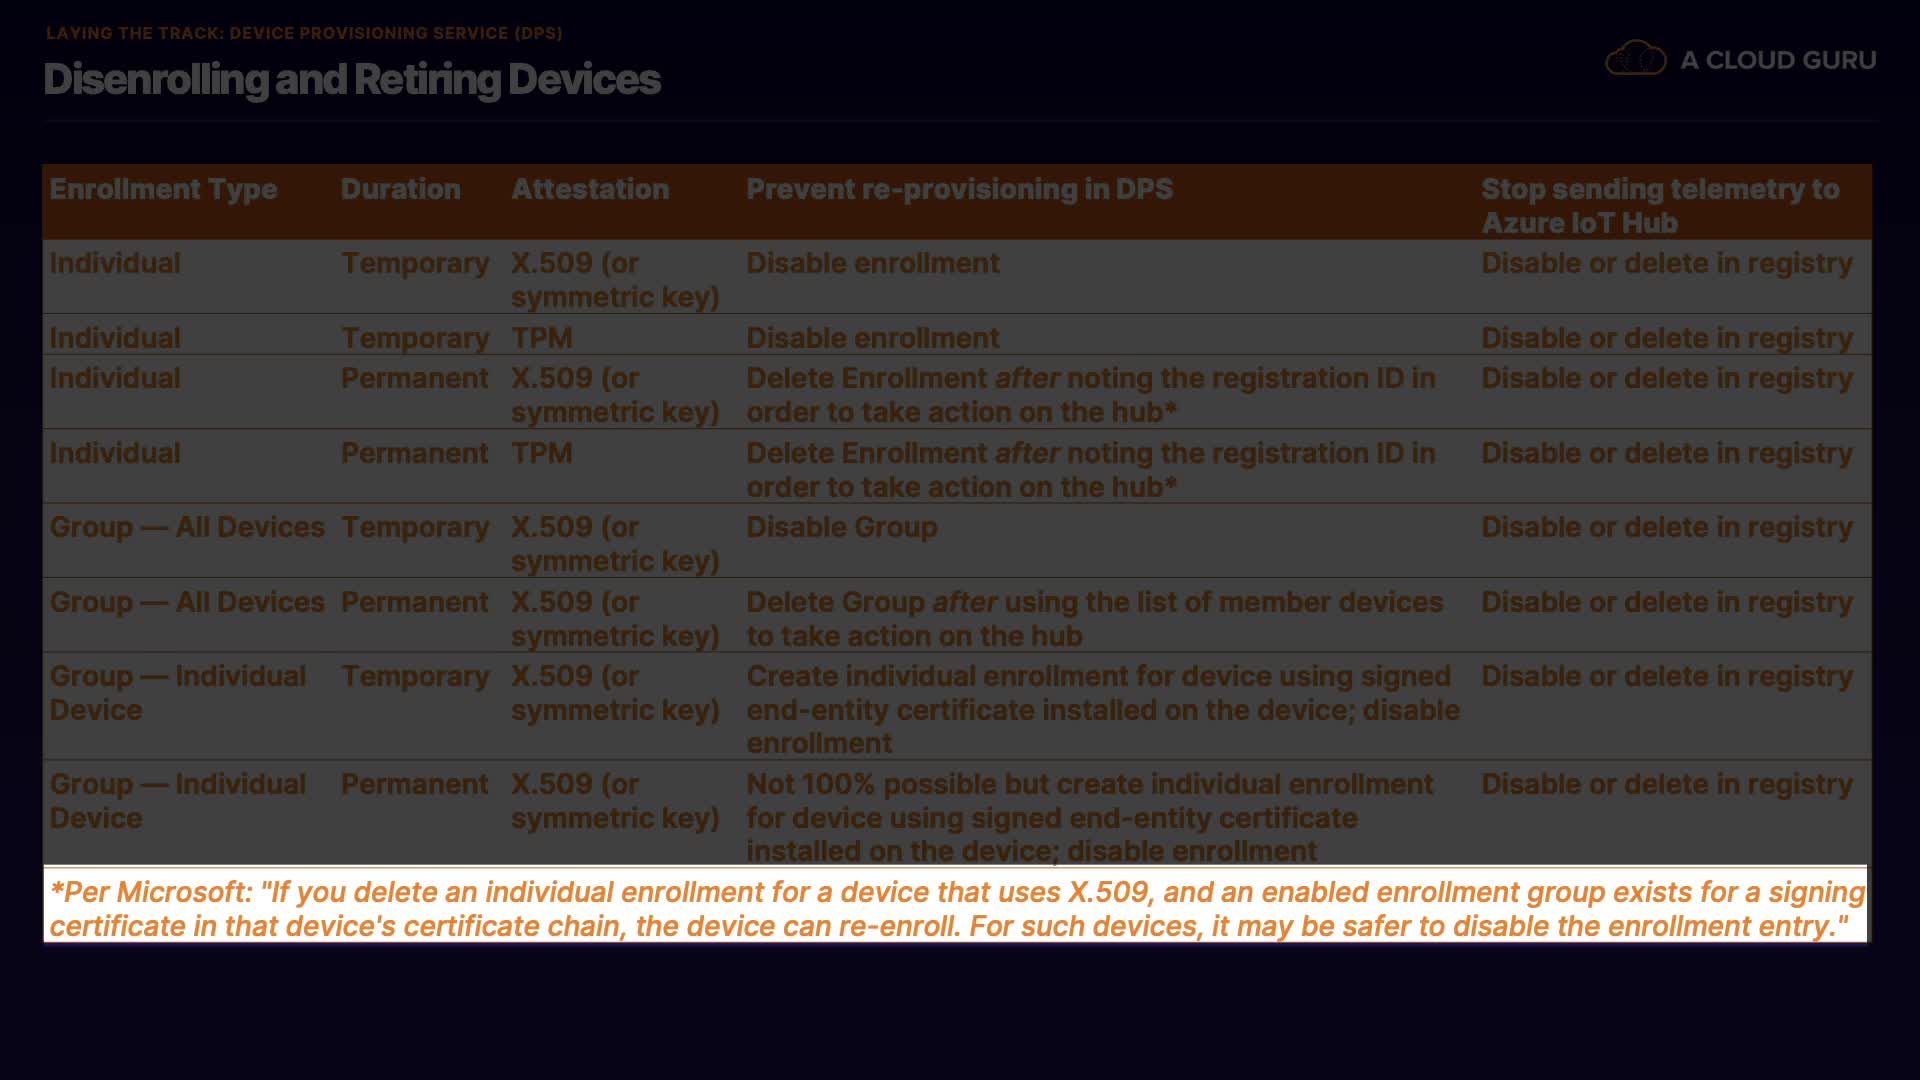 LAYING THE TRACK: DEVICE PROVISIONING SERVICE (DPS)
Disenrolling and Retiring Devices
A CLOUD GURU
Enrollment Type Duration Attestation Prevent re-provisioning in DPS Stop sending telemetry to
Azure IoT Hub
Individual Temporary X.509 (or Disable enrollment Disable or delete in registry
symmetric key)
Individual Temporary TPM Disable enrollment Disable or delete in registry
Individual Permanent X.509 (or Delete Enrollment after noting the registration ID in Disable or delete in registry
symmetric key) order to take action on the hub*
Individual Permanent TPM Delete Enrollment after noting the registration ID in Disable or delete in registry
order to take action on the hub*
Group — All Devices Temporary X.509 (or Disable Group Disable or delete in registry
symmetric key)
Group — All Devices Permanent X.509 (or Delete Group after using the list of member devices Disable or delete in registry
symmetric key) to take action on the hub
Group — Individual Temporary X.509 (or Create individual enrollment for device using signed Disable or delete in registry
Device symmetric key) end-entity certificate installed on the device; disable
enrollment
Group — Individual Permanent X.509 (or Not 100% possible but create individual enrollment Disable or delete in registry
Device symmetric key) for device using signed end-entity certificate
installed on the device; disable enrollment
*Per Microsoft: "If you delete an individual enrollment for a device that uses X.509, and an enabled enrollment group exists for a signing
certificate in that device's certificate chain, the device can re-enroll. For such devices, it may be safer to disable the enrollment entry."